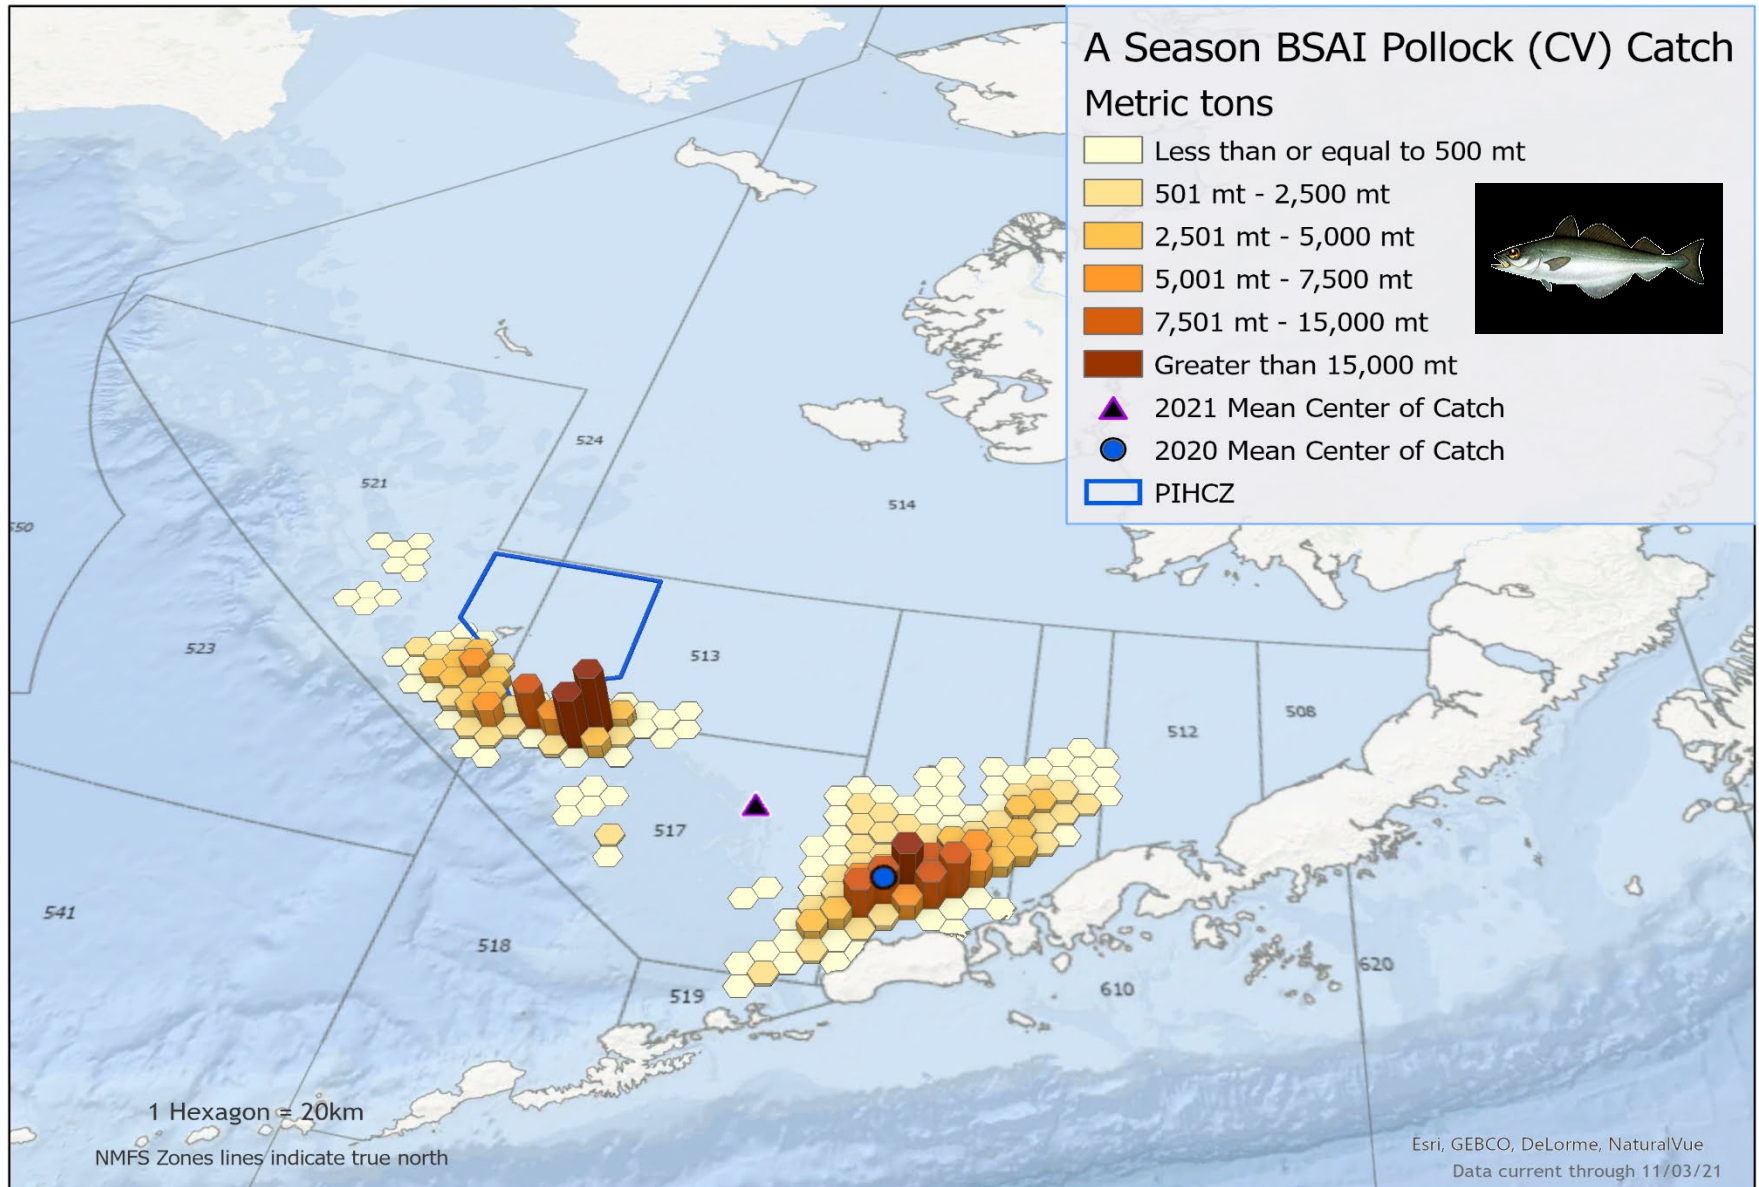 A Season BSAI Pollock (CV) Catch
Metric tons
Less than or equal to 500 mt
501 mt - 2,500 mt
2,501 mt - 5,000 mt
5,001 mt - 7,500 mt
7,501 mt - 15,000 mt
Greater than 15,000 mt
2021 Mean Center of Catch
2020 Mean Center of Catch
PIHCZ
524
521
514
550
523
513
508
512
517
541
518
519
620
610
1 Hexagon = 20km
NMFS Zones lines indicate true north
Esri, GEBCO, DeLorme, NaturalVue
Data current through 11/03/21